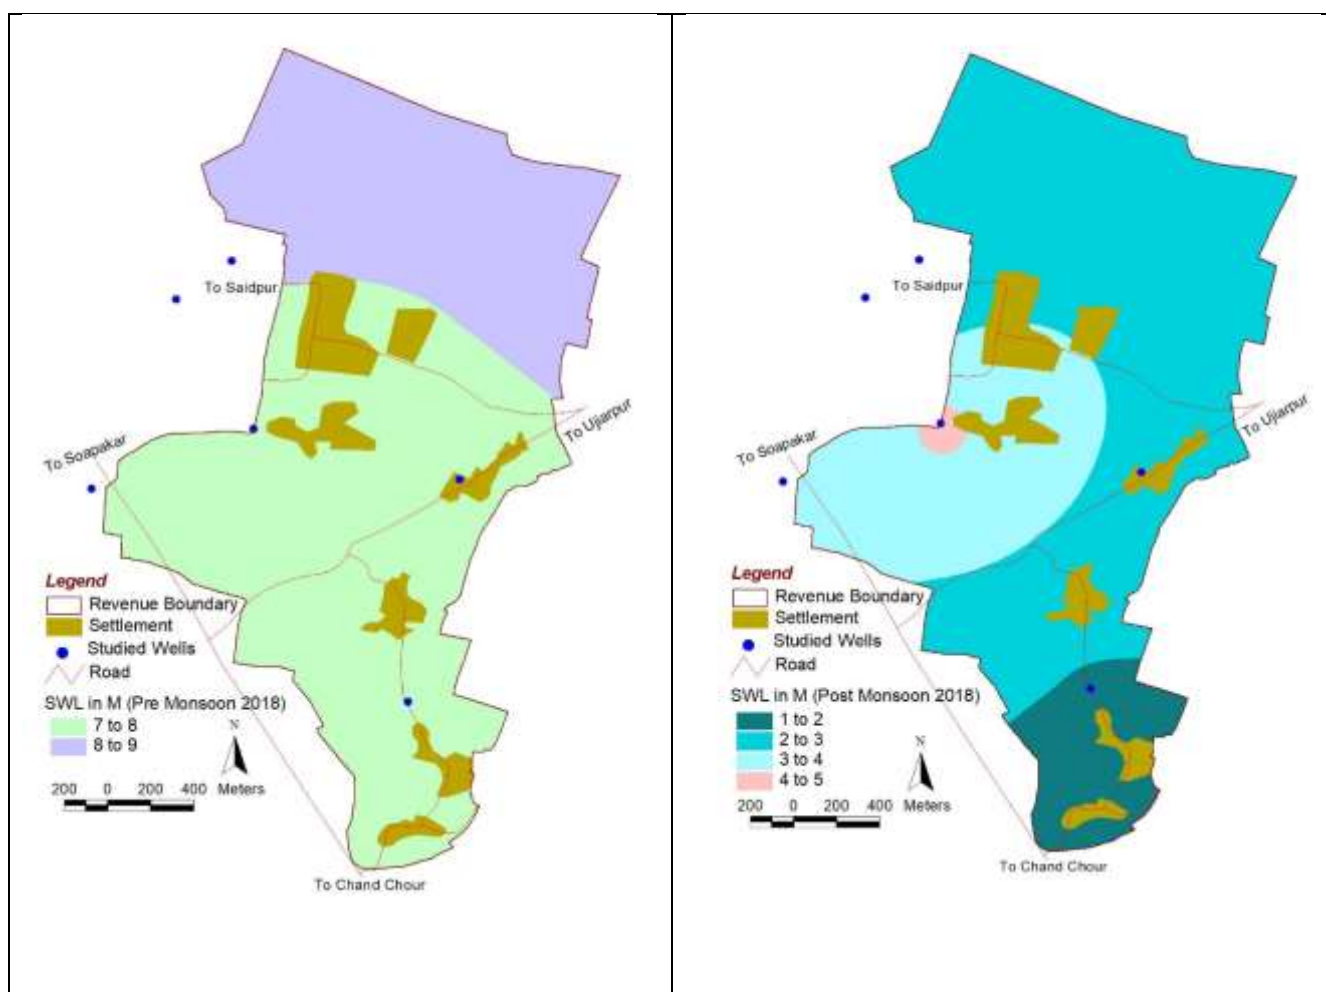 To Saidpur
To Soapakar
To Ujiarpur
Legend
Revenue Boundary
Settlement
Studied Wells
Road
SWL in M (Pre Monsoon 2018)
7 to 8
8 to 9
N
200 0 200 400 Meters
To Chand Chour
To Saidpur
To Soapakar
To Ujiarpur
Legend
Revenue Boundary
Settlement
Studied Wells
Road
SWL in M (Post Monsoon 2018)
1 to 2
2 to 3
3 to 4
4 to 5
N
200 0 200 400 Meters
To Chand Chour